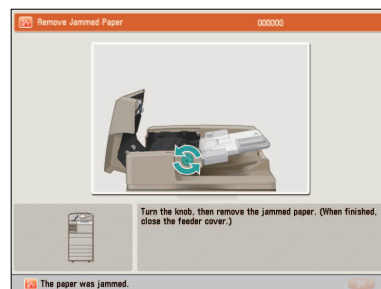 Remove Jammed Paper 000000
Turn the knob, then remove the jammed paper. (When finished,
close the feeder cover.)
The paper was jammed.